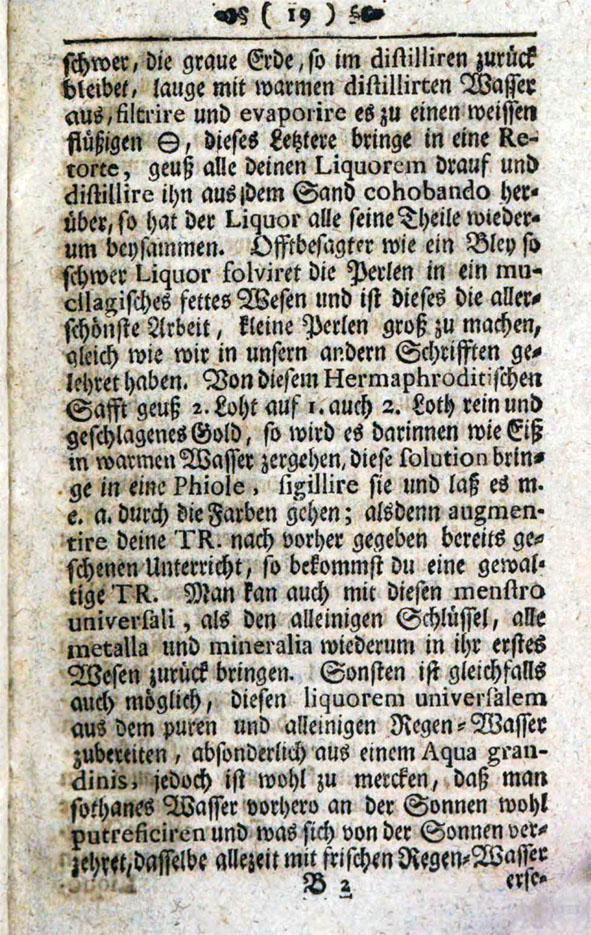 ( 19 )
schwer, die graue Erde, so im distilliren zurück
bleibet, lauge mit warmen distillirten Wasser
aus, filtrire und evaporire es zu einen weissen
flüßigen ⊖, dieses Letztere bringe in eine Re-
torte, geuß alle deinen Liquorem drauf und
distillire ihn aus dem Sand cohobando her-
über, so hat der Liquor alle seine Theile wieder-
um beysammen. Offtbesagter wie ein Bley so
schwer Liquor solviret die Perlen in ein mu-
cilagisches fettes Wesen und ist dieses die aller-
schönste Arbeit, kleine Perlen groß zu machen,
gleich wie wir in unsern andern Schrifften ge-
lehret haben. Von diesem Hermaphroditischen
Safft geuß 2. Loht auf 1. auch 2. Loth rein und
geschlagenes Gold, so wird es darinnen wie Eiß
in warmen Wasser zergehen, diese solution brin-
ge in eine Phiole, sigillire sie und laß es m.
e. a. durch die Farben gehen; alsdenn augmen-
tire deine TR. nach vorher gegeben bereits ge-
schenen Unterricht, so bekommst du eine gewal-
tige TR. Man kan auch mit diesen menstro
universali, als den alleinigen Schlüssel, alle
metalla und mineralia wiederum in ihr erstes
Wesen zurück bringen. Sonsten ist gleichfalls
auch möglich, diesen liquorem universalem
aus dem puren und alleinigen Regen-Wasser
zubereiten, absonderlich aus einem Aqua gran-
dinis, jedoch ist wohl zu mercken, daß man
sothanes Wasser vorhero an der Sonnen wohl
putreficiren und was sich von der Sonnen ver-
zehret, dasselbe allezeit mit frischen Regen-Wasser
B 2 erse-